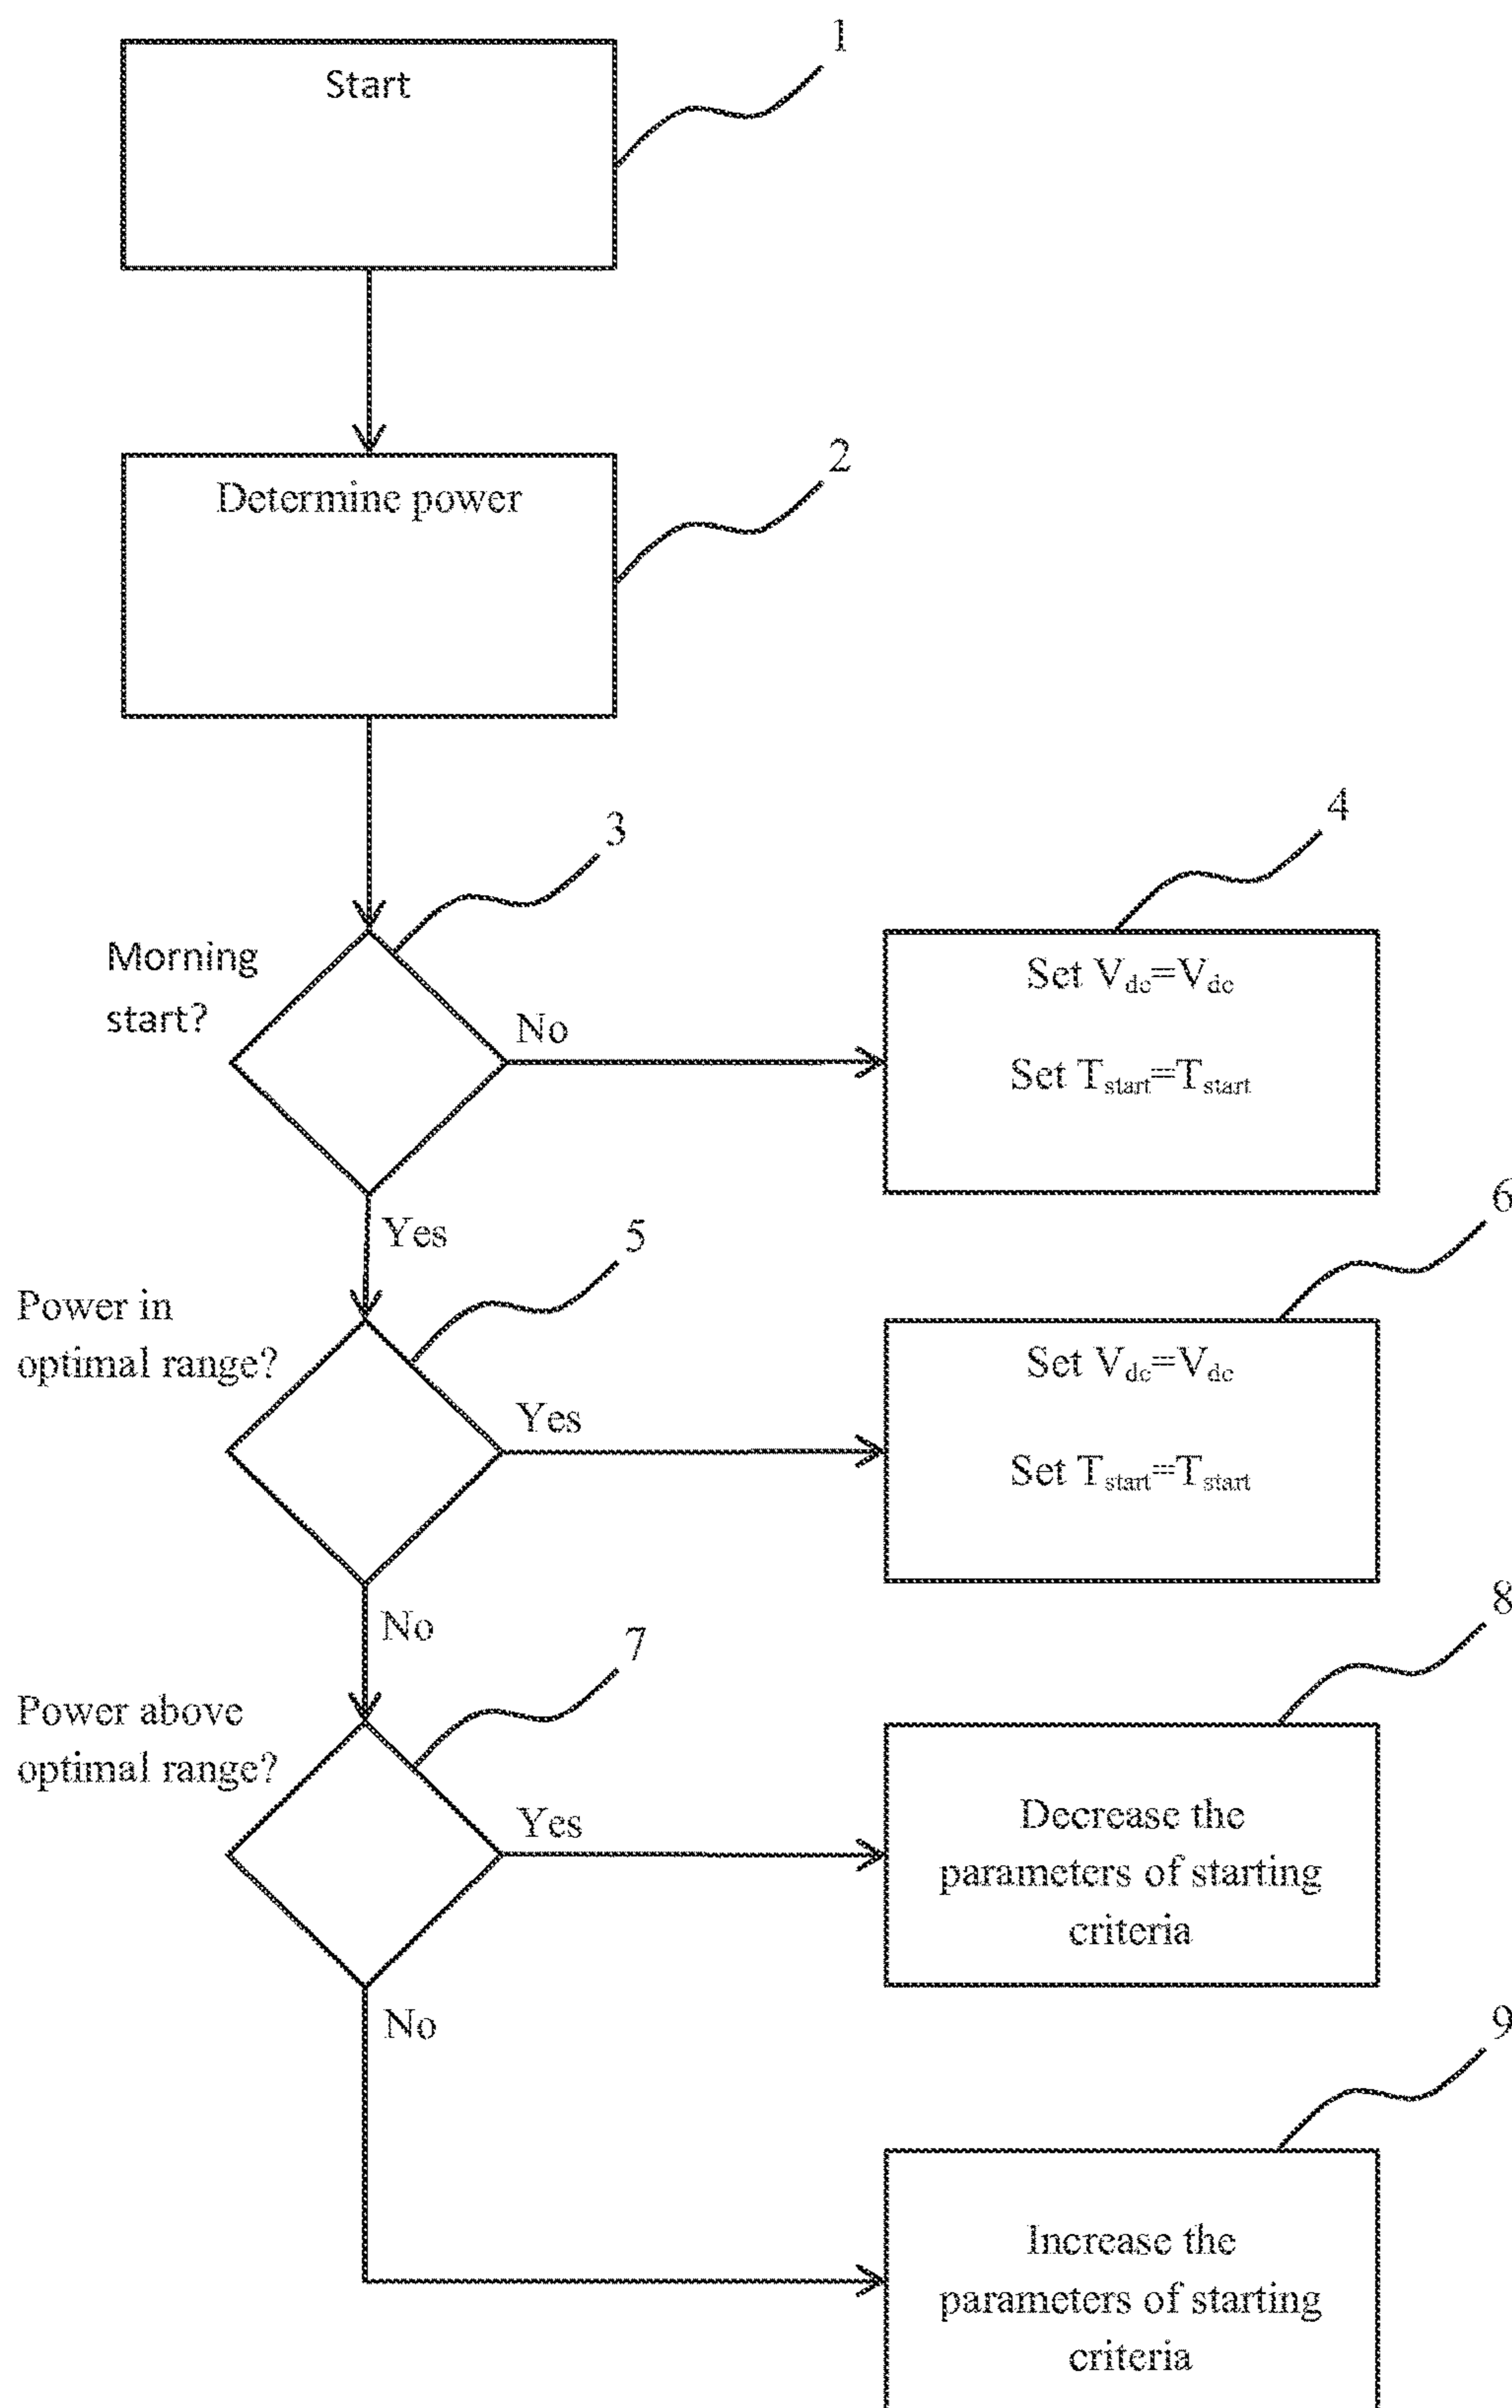 1
Start
2
Determine power
3
4
Morning
start?
No
Set Vdc=Vdc
Set Tstart=Tstart
Yes
5
6
Power in
optimal range?
Yes
Set Vdc=Vdc
Set Tstart=Tstart
No
7
8
Power above
optimal range?
Yes
Decrease the
parameters of starting
criteria
No
9
Increase the
parameters of starting
criteria